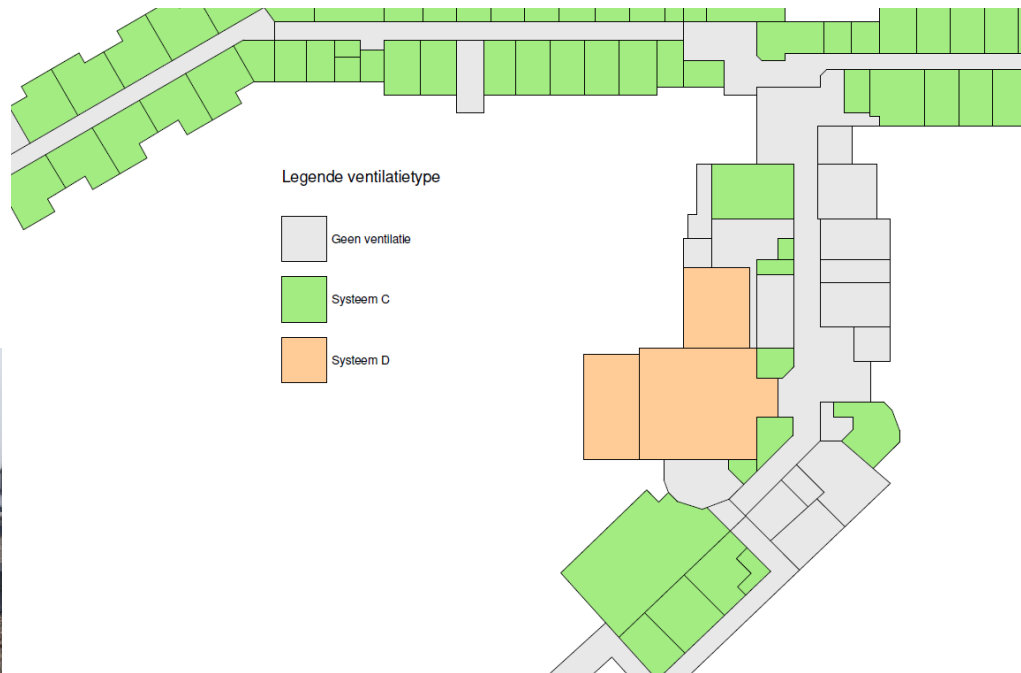 Legende ventilatietype
Geen ventilatie
Systeem C
Systeem D